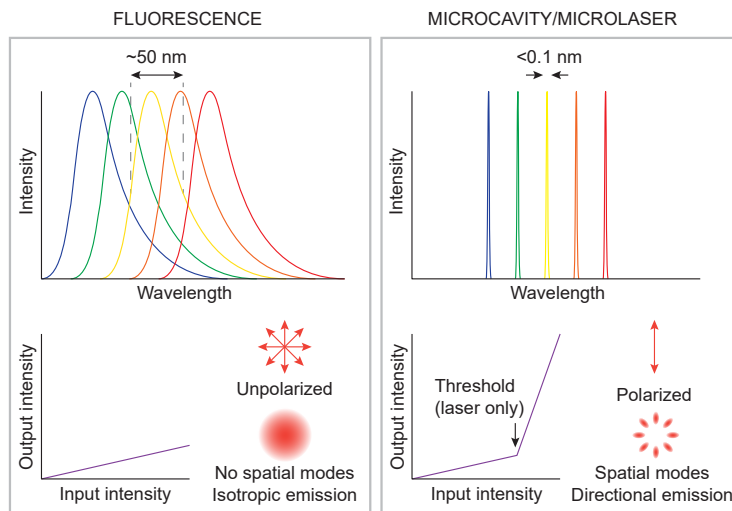 FLUORESCENCE
~50 nm
Intensity
Wavelength
Output intensity
Input intensity
Unpolarized
No spatial modes
Isotropic emission
MICROCAVITY/MICROLASER
<0.1 nm
Intensity
Wavelength
Output intensity
Threshold
(laser only)
Input intensity
Polarized
Spatial modes
Directional emission